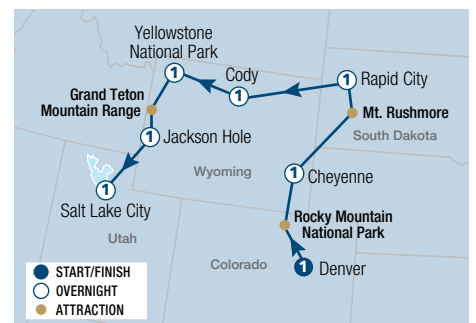 Yellowstone
National Park
1
Cody
1
1
Rapid City
Grand Teton
Mountain Range
Mt. Rushmore
South Dakota
1
Jackson Hole
Wyoming
1
Cheyenne
1
Salt Lake City
Rocky Mountain
National Park
Utah
Colorado
1
Denver
START/FINISH
OVERNIGHT
ATTRACTION